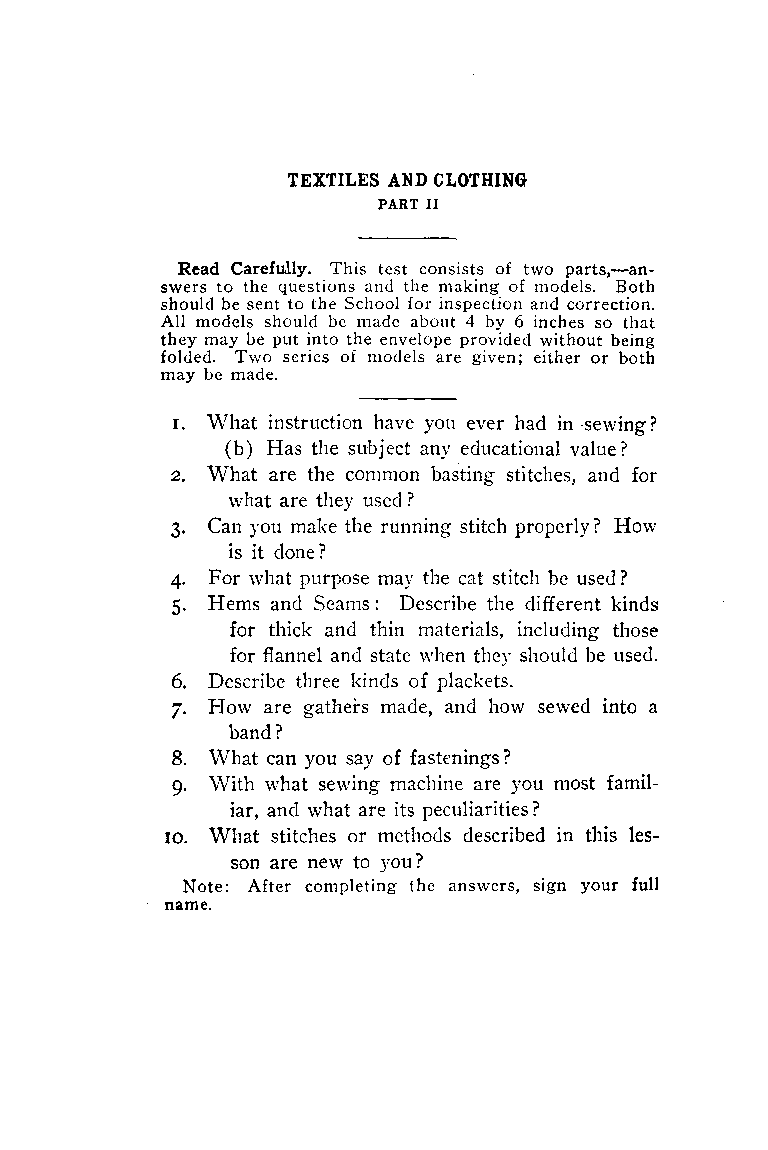 TEXTILES AND CLOTHING
PART II
Read Carefully. This test consists of two parts,—an-
swers to the questions and the making of models. Both
should be sent to the School for inspection and correction.
All models should be made about 4 by 6 inches so that
they may be put into the envelope provided without being
folded. Two series of models are given; either or both
may be made.
1. What instruction have you ever had in sewing?
(b) Has the subject any educational value?
2. What are the common basting stitches, and for
what are they used?
3. Can you make the running stitch properly? How
is it done?
4. For what purpose may the cat stitch be used?
5. Hems and Seams: Describe the different kinds
for thick and thin materials, including those
for flannel and state when they should be used.
6. Describe three kinds of plackets.
7. How are gathers made, and how sewed into a
band?
8. What can you say of fastenings?
9. With what sewing machine are you most famil-
iar, and what are its peculiarities?
10. What stitches or methods described in this les-
son are new to you?
Note: After completing the answers, sign your full
name.